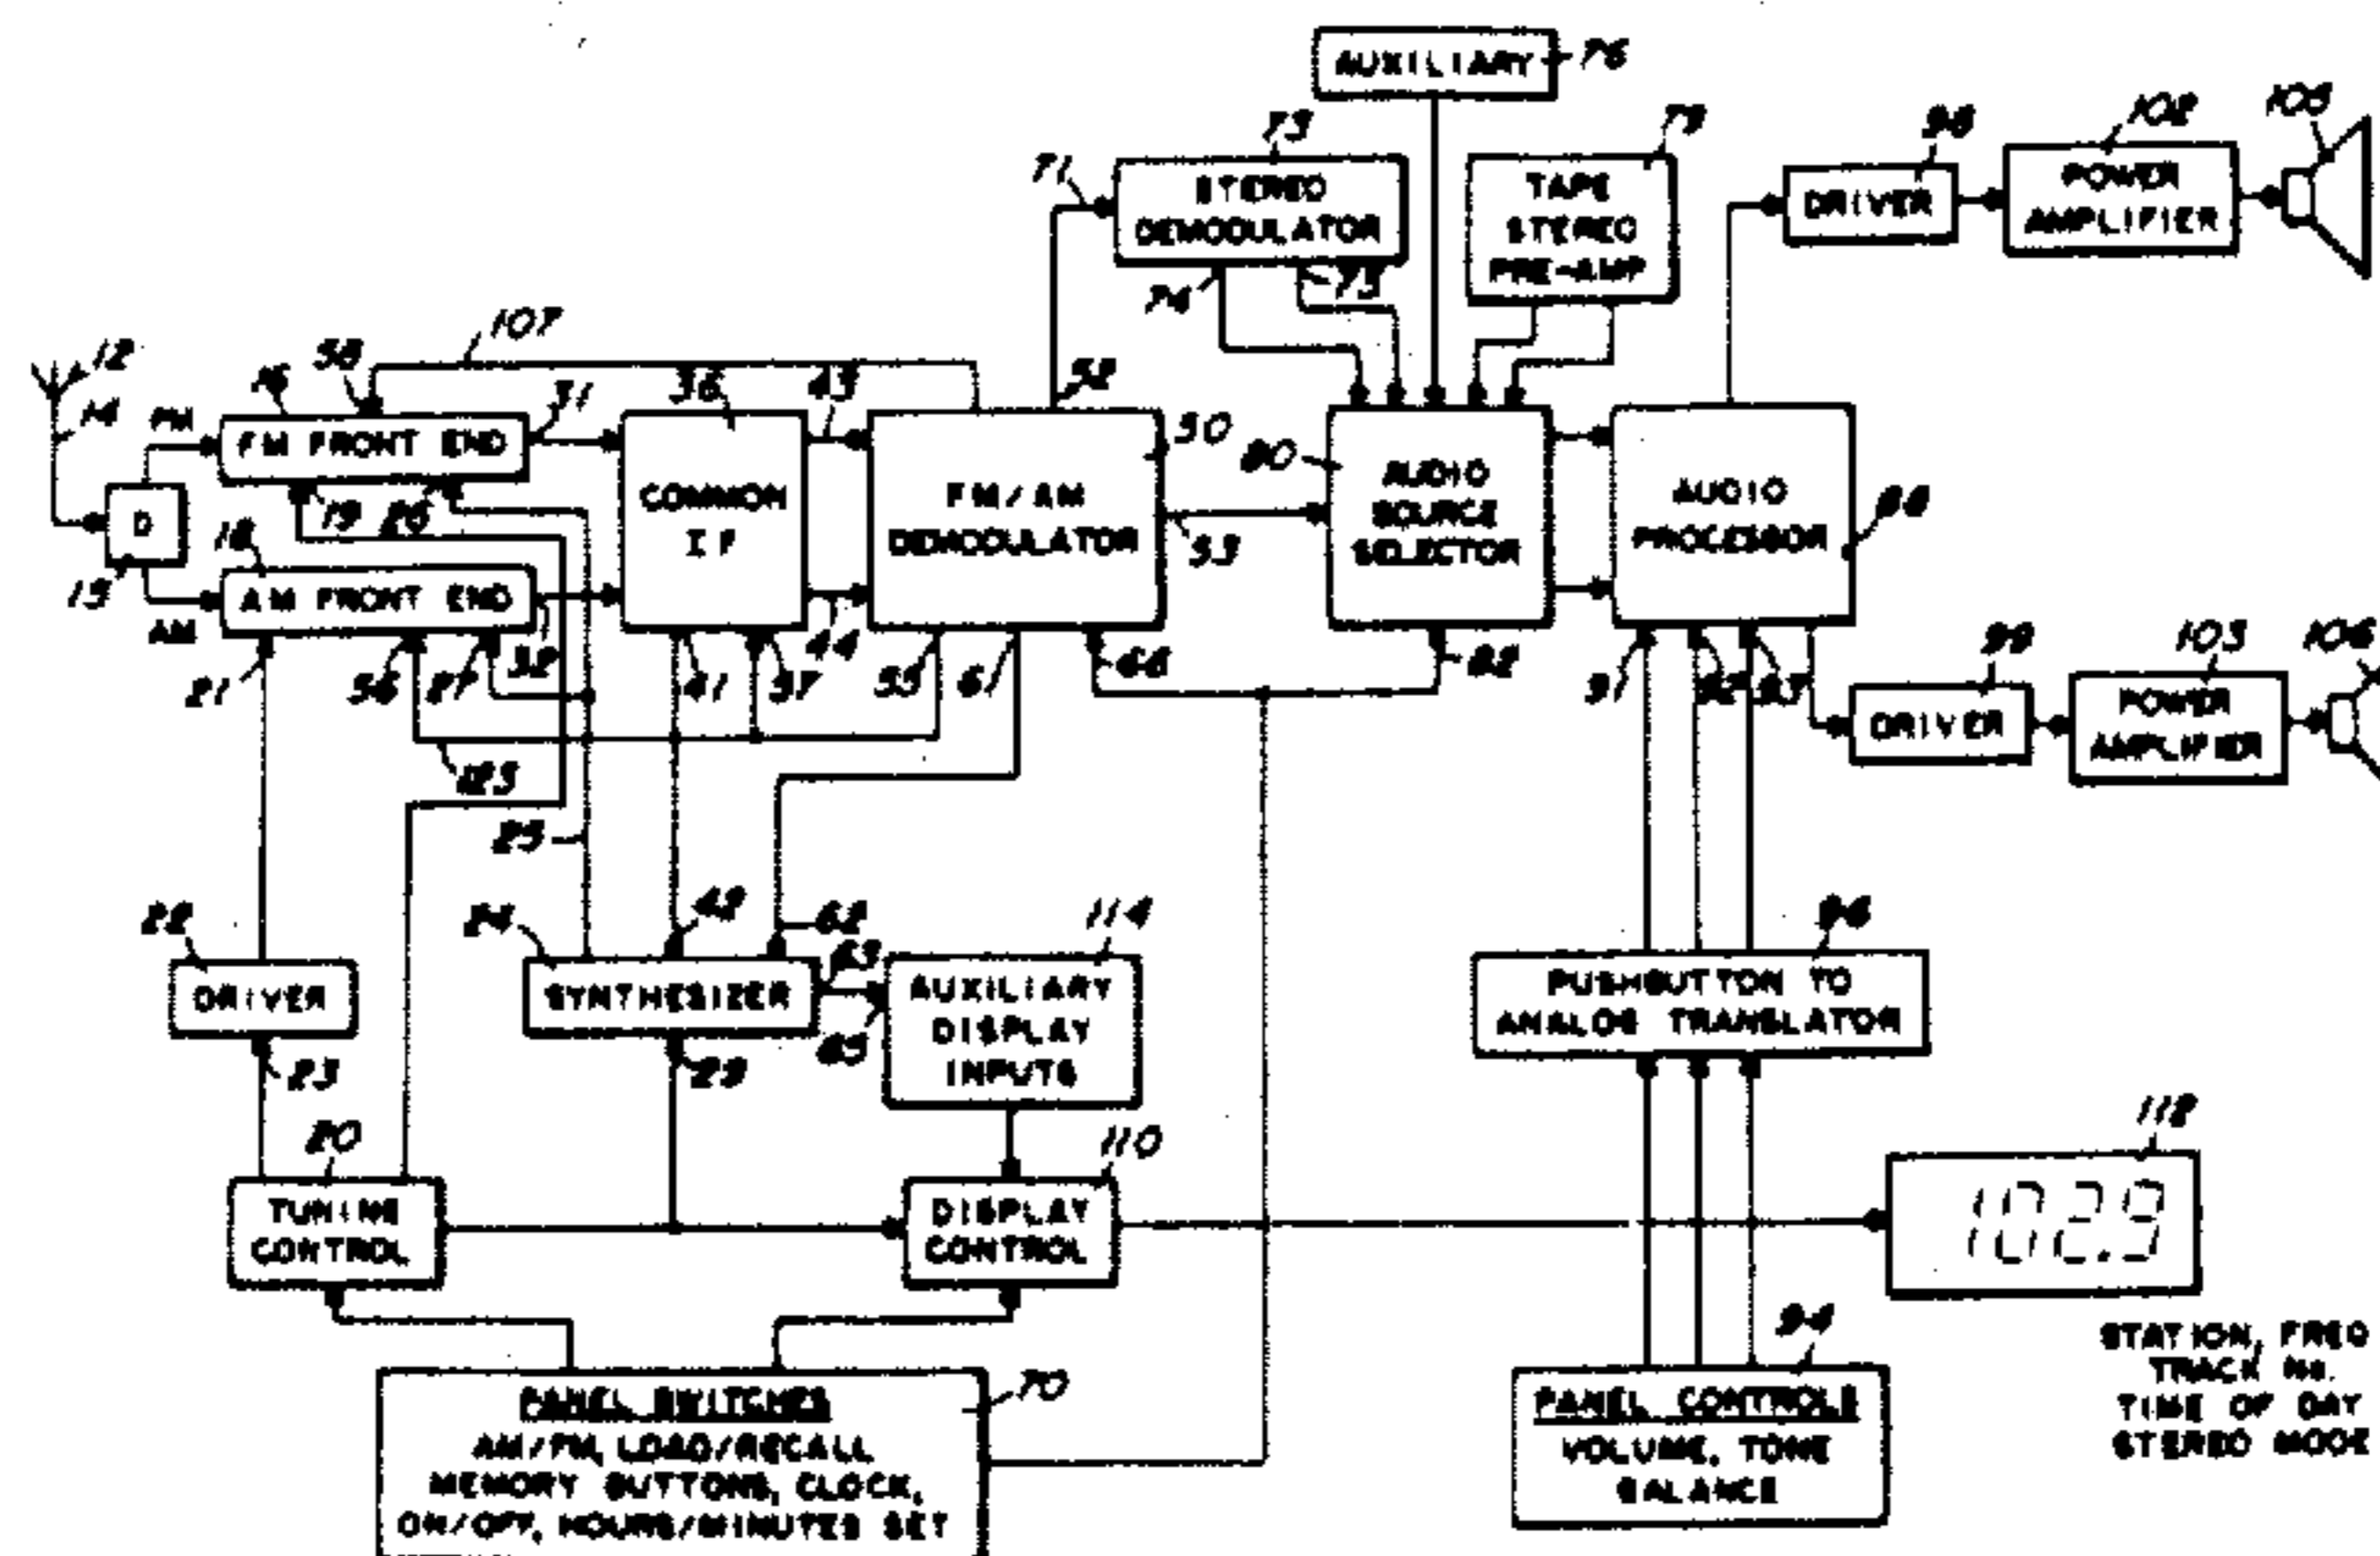 AUXILIARY
76
73
79
98
102
105
71
STEREO
DEMODULATOR
TAPE
STEREO
PRE-AMP
DRIVER
POWER
AMPLIFIER
74
75
107
12
58
16
31
36
43
52
14
FM
FM FRONT END
50
80
D
19
26
COMMON
IF
FM/AM
DEMODULATOR
AUDIO
SOURCE
SELECTOR
AUDIO
PROCESSOR
88
18
53
13
AM FRONT END
AM
21
56
27
32
41
37
44
55
61
66
82
91
92
93
99
103
106
DRIVER
POWER
AMPLIFIER
25
22
24
42
62
63
114
96
DRIVER
SYNTHESIZER
AUXILIARY
DISPLAY
INPUTS
PUSHBUTTON TO
ANALOG TRANSLATOR
65
23
29
20
110
112
TUNING
CONTROL
DISPLAY
CONTROL
102.9
94
STATION, FREQ
TRACK No.
TIME OF DAY
STEREO MODE
70
PANEL SWITCHES
AM/FM, LOAD/RECALL
MEMORY BUTTONS, CLOCK,
ON/OFF, HOURS/MINUTES SET
PANEL CONTROLS
VOLUME, TONE
BALANCE